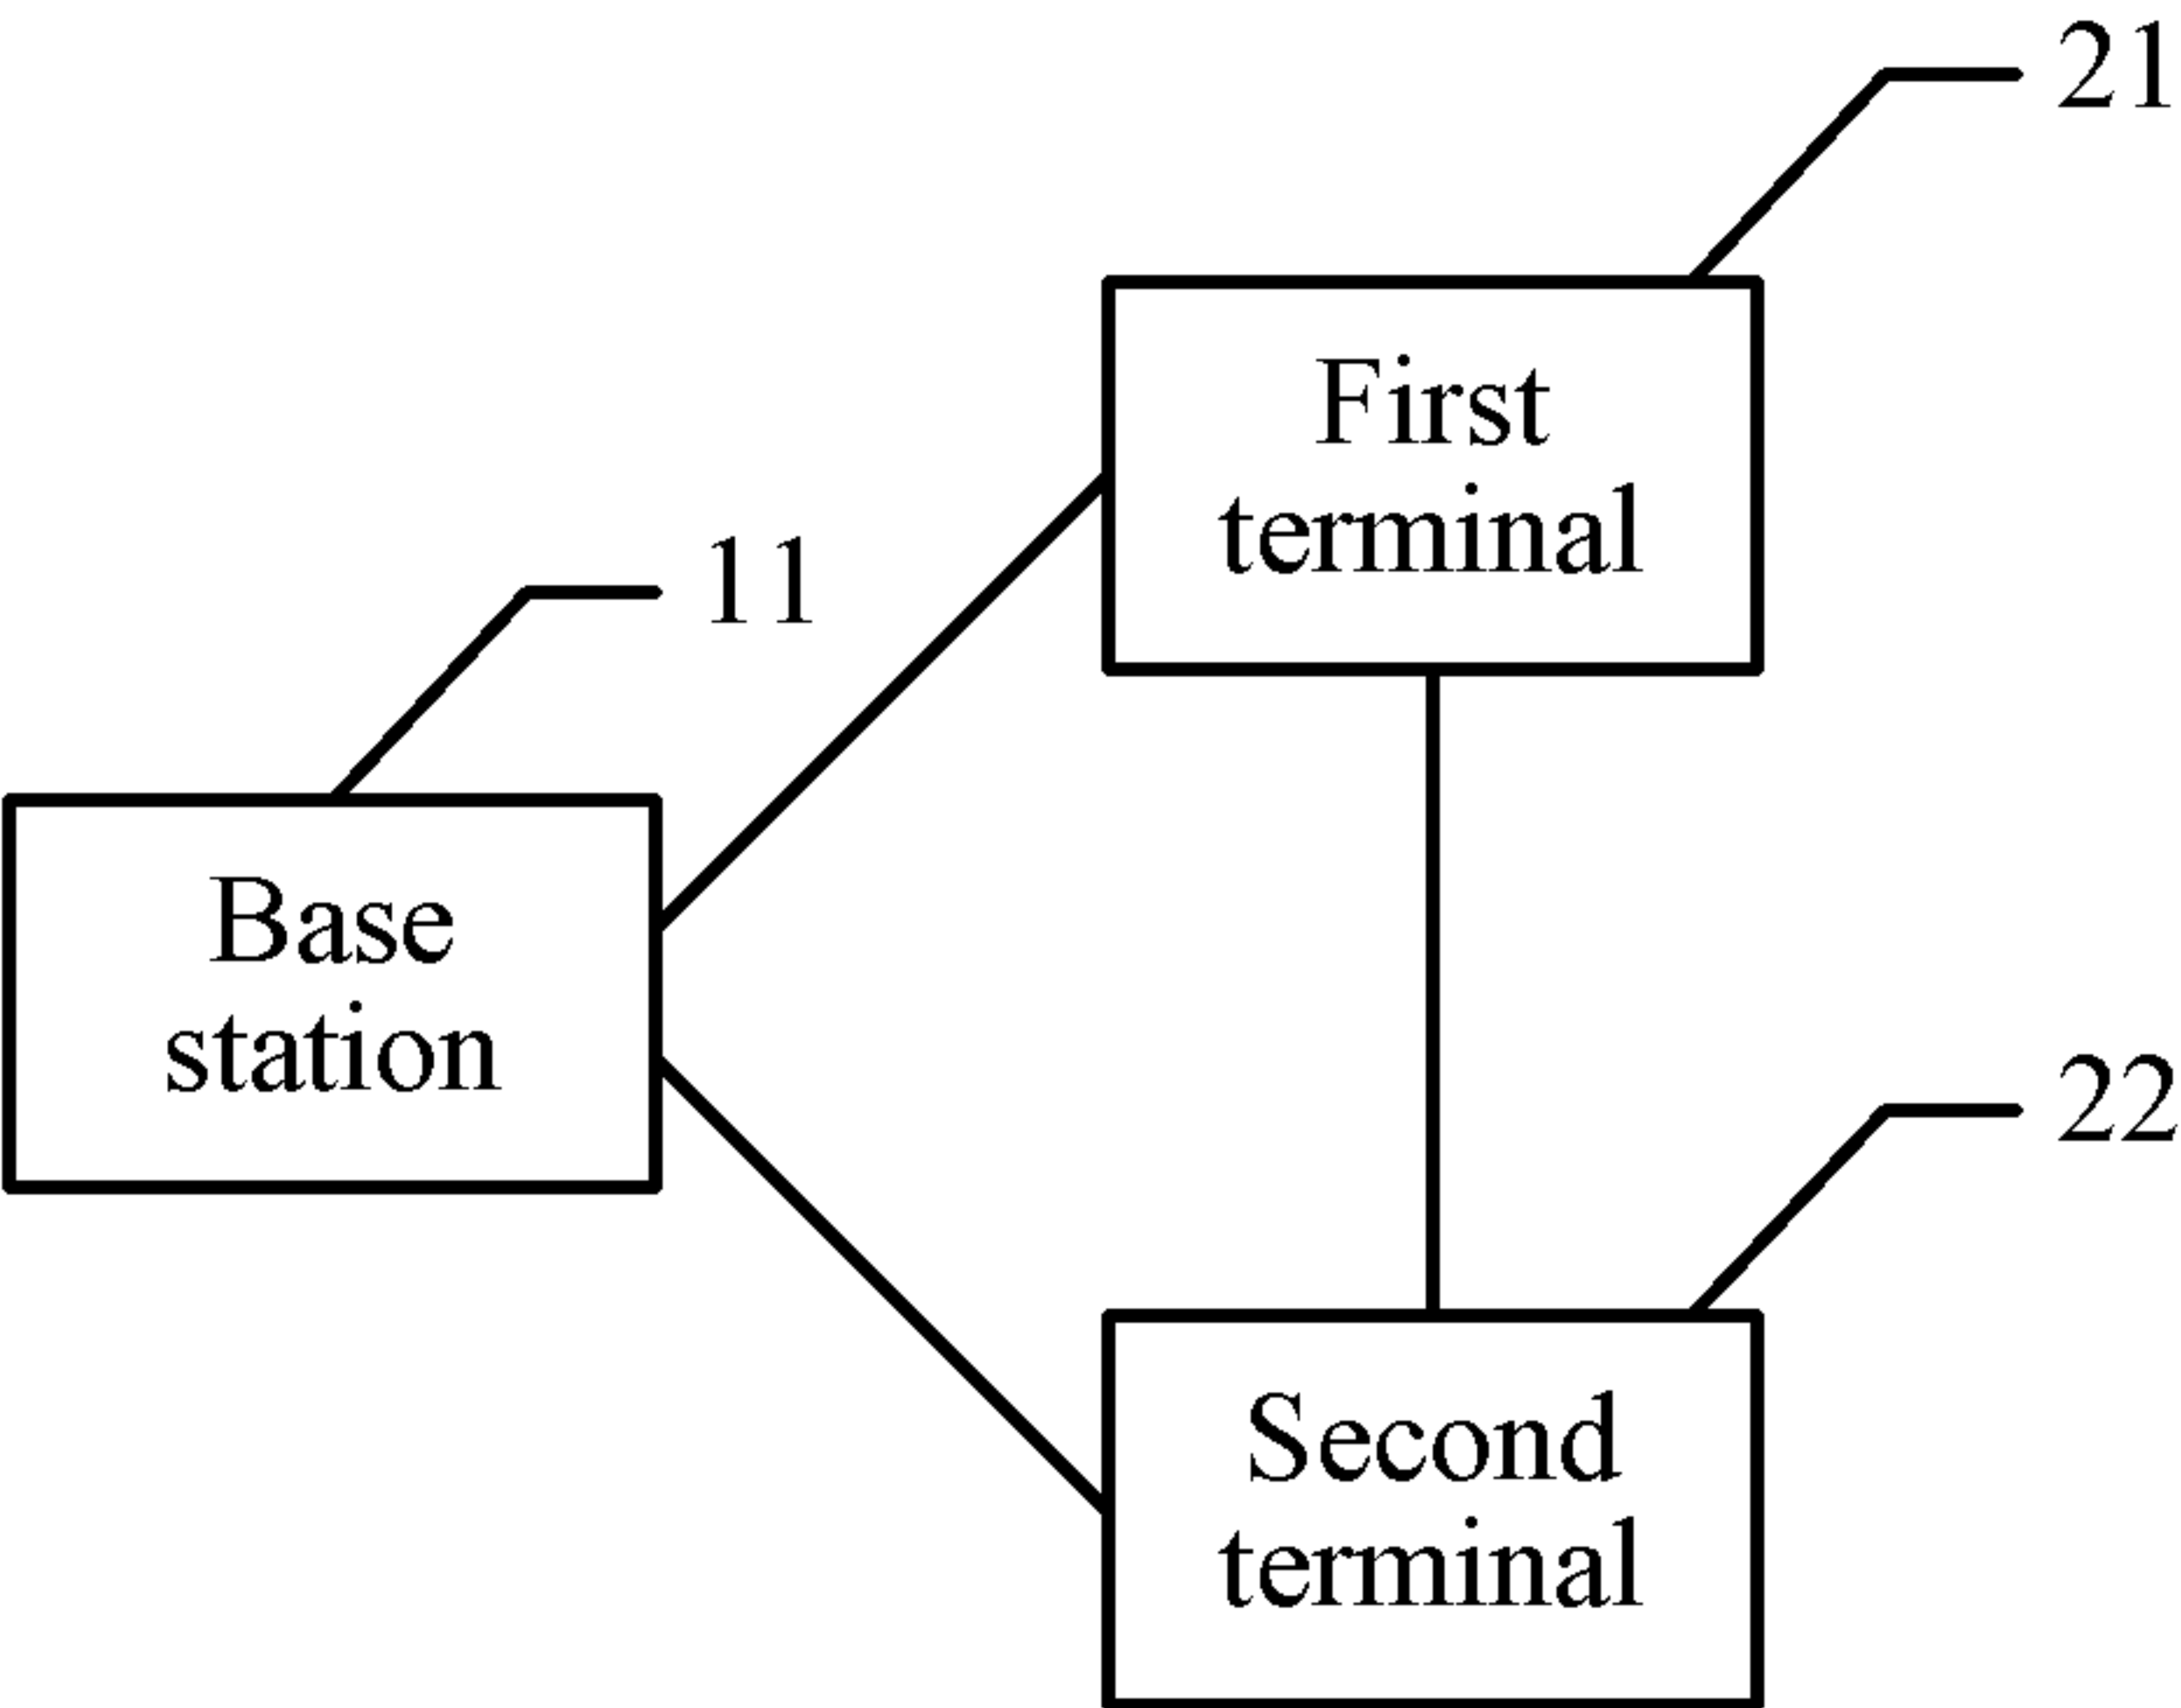 21
First
terminal
11
Base
station
22
Second
terminal